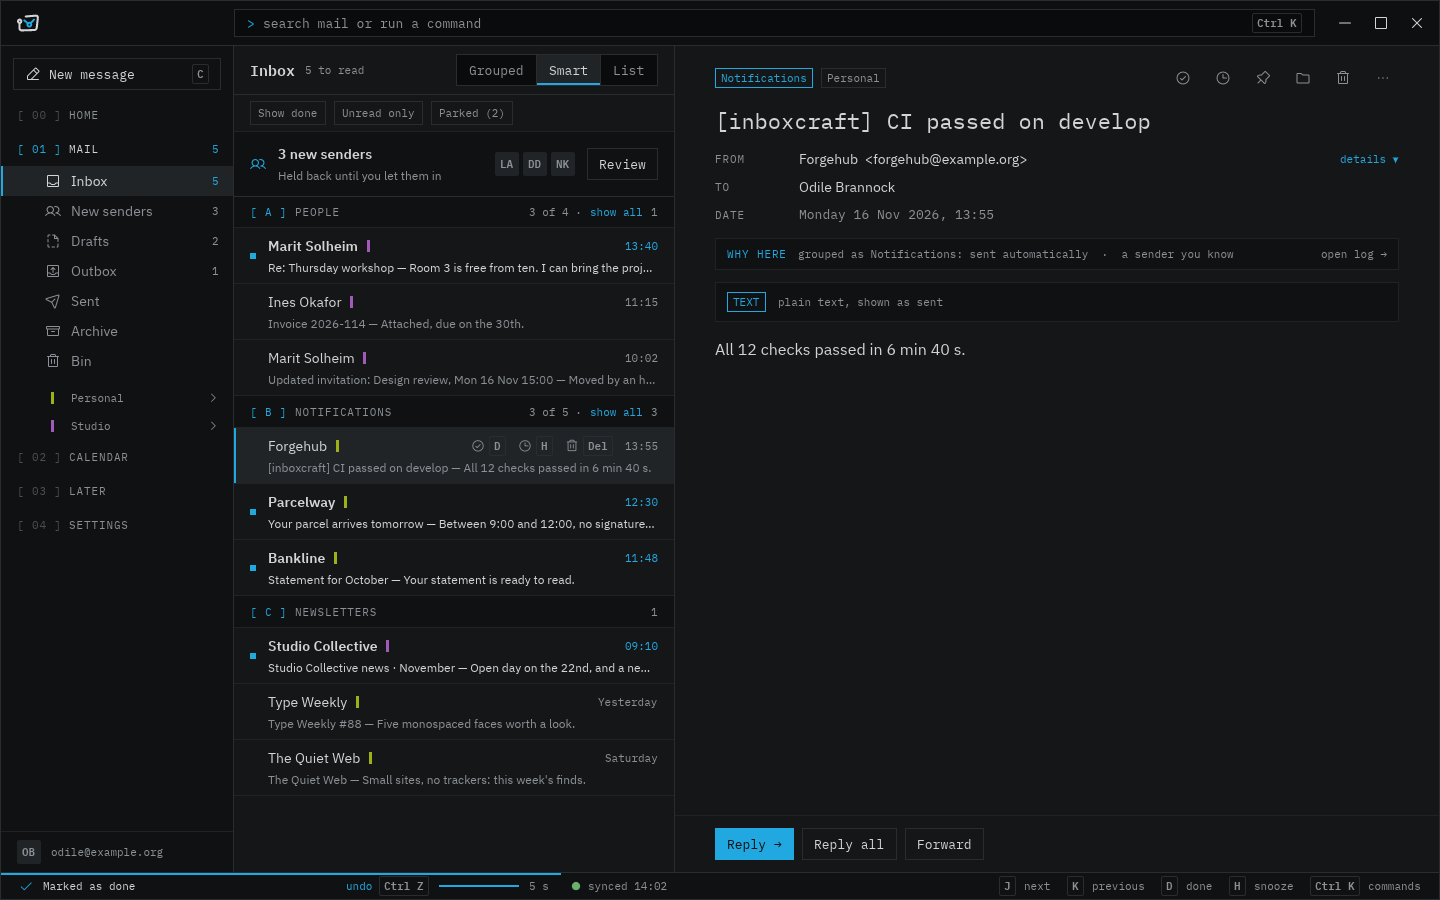 > search mail or run a command Ctrl K
New message C
[ 00 ] HOME
[ 01 ] MAIL 5
Inbox 5
New senders 3
Drafts 2
Outbox 1
Sent
Archive
Bin
Personal
Studio
[ 02 ] CALENDAR
[ 03 ] LATER
[ 04 ] SETTINGS
OB odile@example.org
Inbox 5 to read Grouped Smart List
Show done Unread only Parked (2)
3 new senders
Held back until you let them in
LA DD NK Review
[ A ] PEOPLE 3 of 4 · show all 1
Marit Solheim 13:40
Re: Thursday workshop — Room 3 is free from ten. I can bring the proj…
Ines Okafor 11:15
Invoice 2026-114 — Attached, due on the 30th.
Marit Solheim 10:02
Updated invitation: Design review, Mon 16 Nov 15:00 — Moved by an h…
[ B ] NOTIFICATIONS 3 of 5 · show all 3
Forgehub D H Del 13:55
[inboxcraft] CI passed on develop — All 12 checks passed in 6 min 40 s.
Parcelway 12:30
Your parcel arrives tomorrow — Between 9:00 and 12:00, no signature…
Bankline 11:48
Statement for October — Your statement is ready to read.
[ C ] NEWSLETTERS 1
Studio Collective 09:10
Studio Collective news · November — Open day on the 22nd, and a ne…
Type Weekly Yesterday
Type Weekly #88 — Five monospaced faces worth a look.
The Quiet Web Saturday
The Quiet Web — Small sites, no trackers: this week's finds.
Notifications Personal
[inboxcraft] CI passed on develop
FROM Forgehub <forgehub@example.org> details ▾
TO Odile Brannock
DATE Monday 16 Nov 2026, 13:55
WHY HERE grouped as Notifications: sent automatically · a sender you know open log →
TEXT plain text, shown as sent
All 12 checks passed in 6 min 40 s.
Reply → Reply all Forward
Marked as done undo Ctrl Z 5 s synced 14:02 J next K previous D done H snooze Ctrl K commands